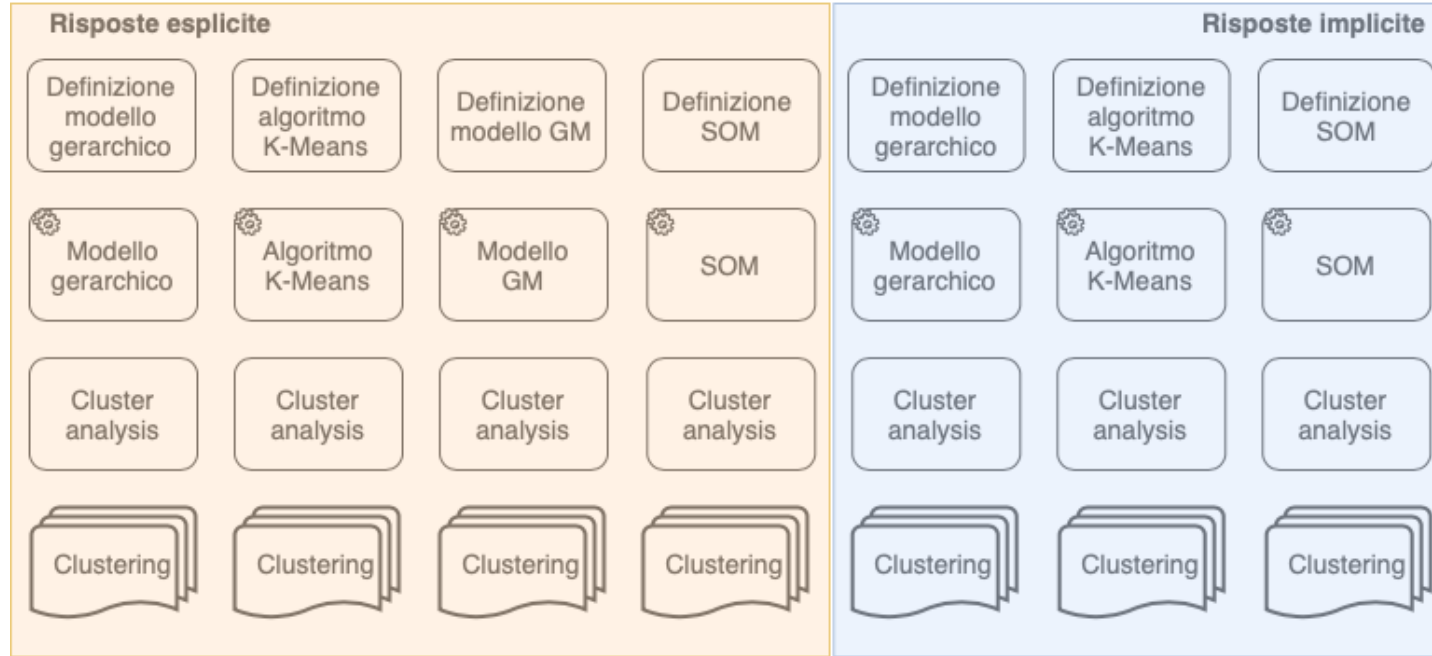 Risposte esplicite
Risposte implicite
Definizione
modello
gerarchico
Definizione
algoritmo
K-Means
Definizione
modello GM
Definizione
SOM
Definizione
modello
gerarchico
Definizione
algoritmo
K-Means
Definizione
SOM
Modello
gerarchico
Algoritmo
K-Means
Modello
GM
SOM
Modello
gerarchico
Algoritmo
K-Means
SOM
Cluster
analysis
Cluster
analysis
Cluster
analysis
Cluster
analysis
Cluster
analysis
Cluster
analysis
Cluster
analysis
Clustering
Clustering
Clustering
Clustering
Clustering
Clustering
Clustering